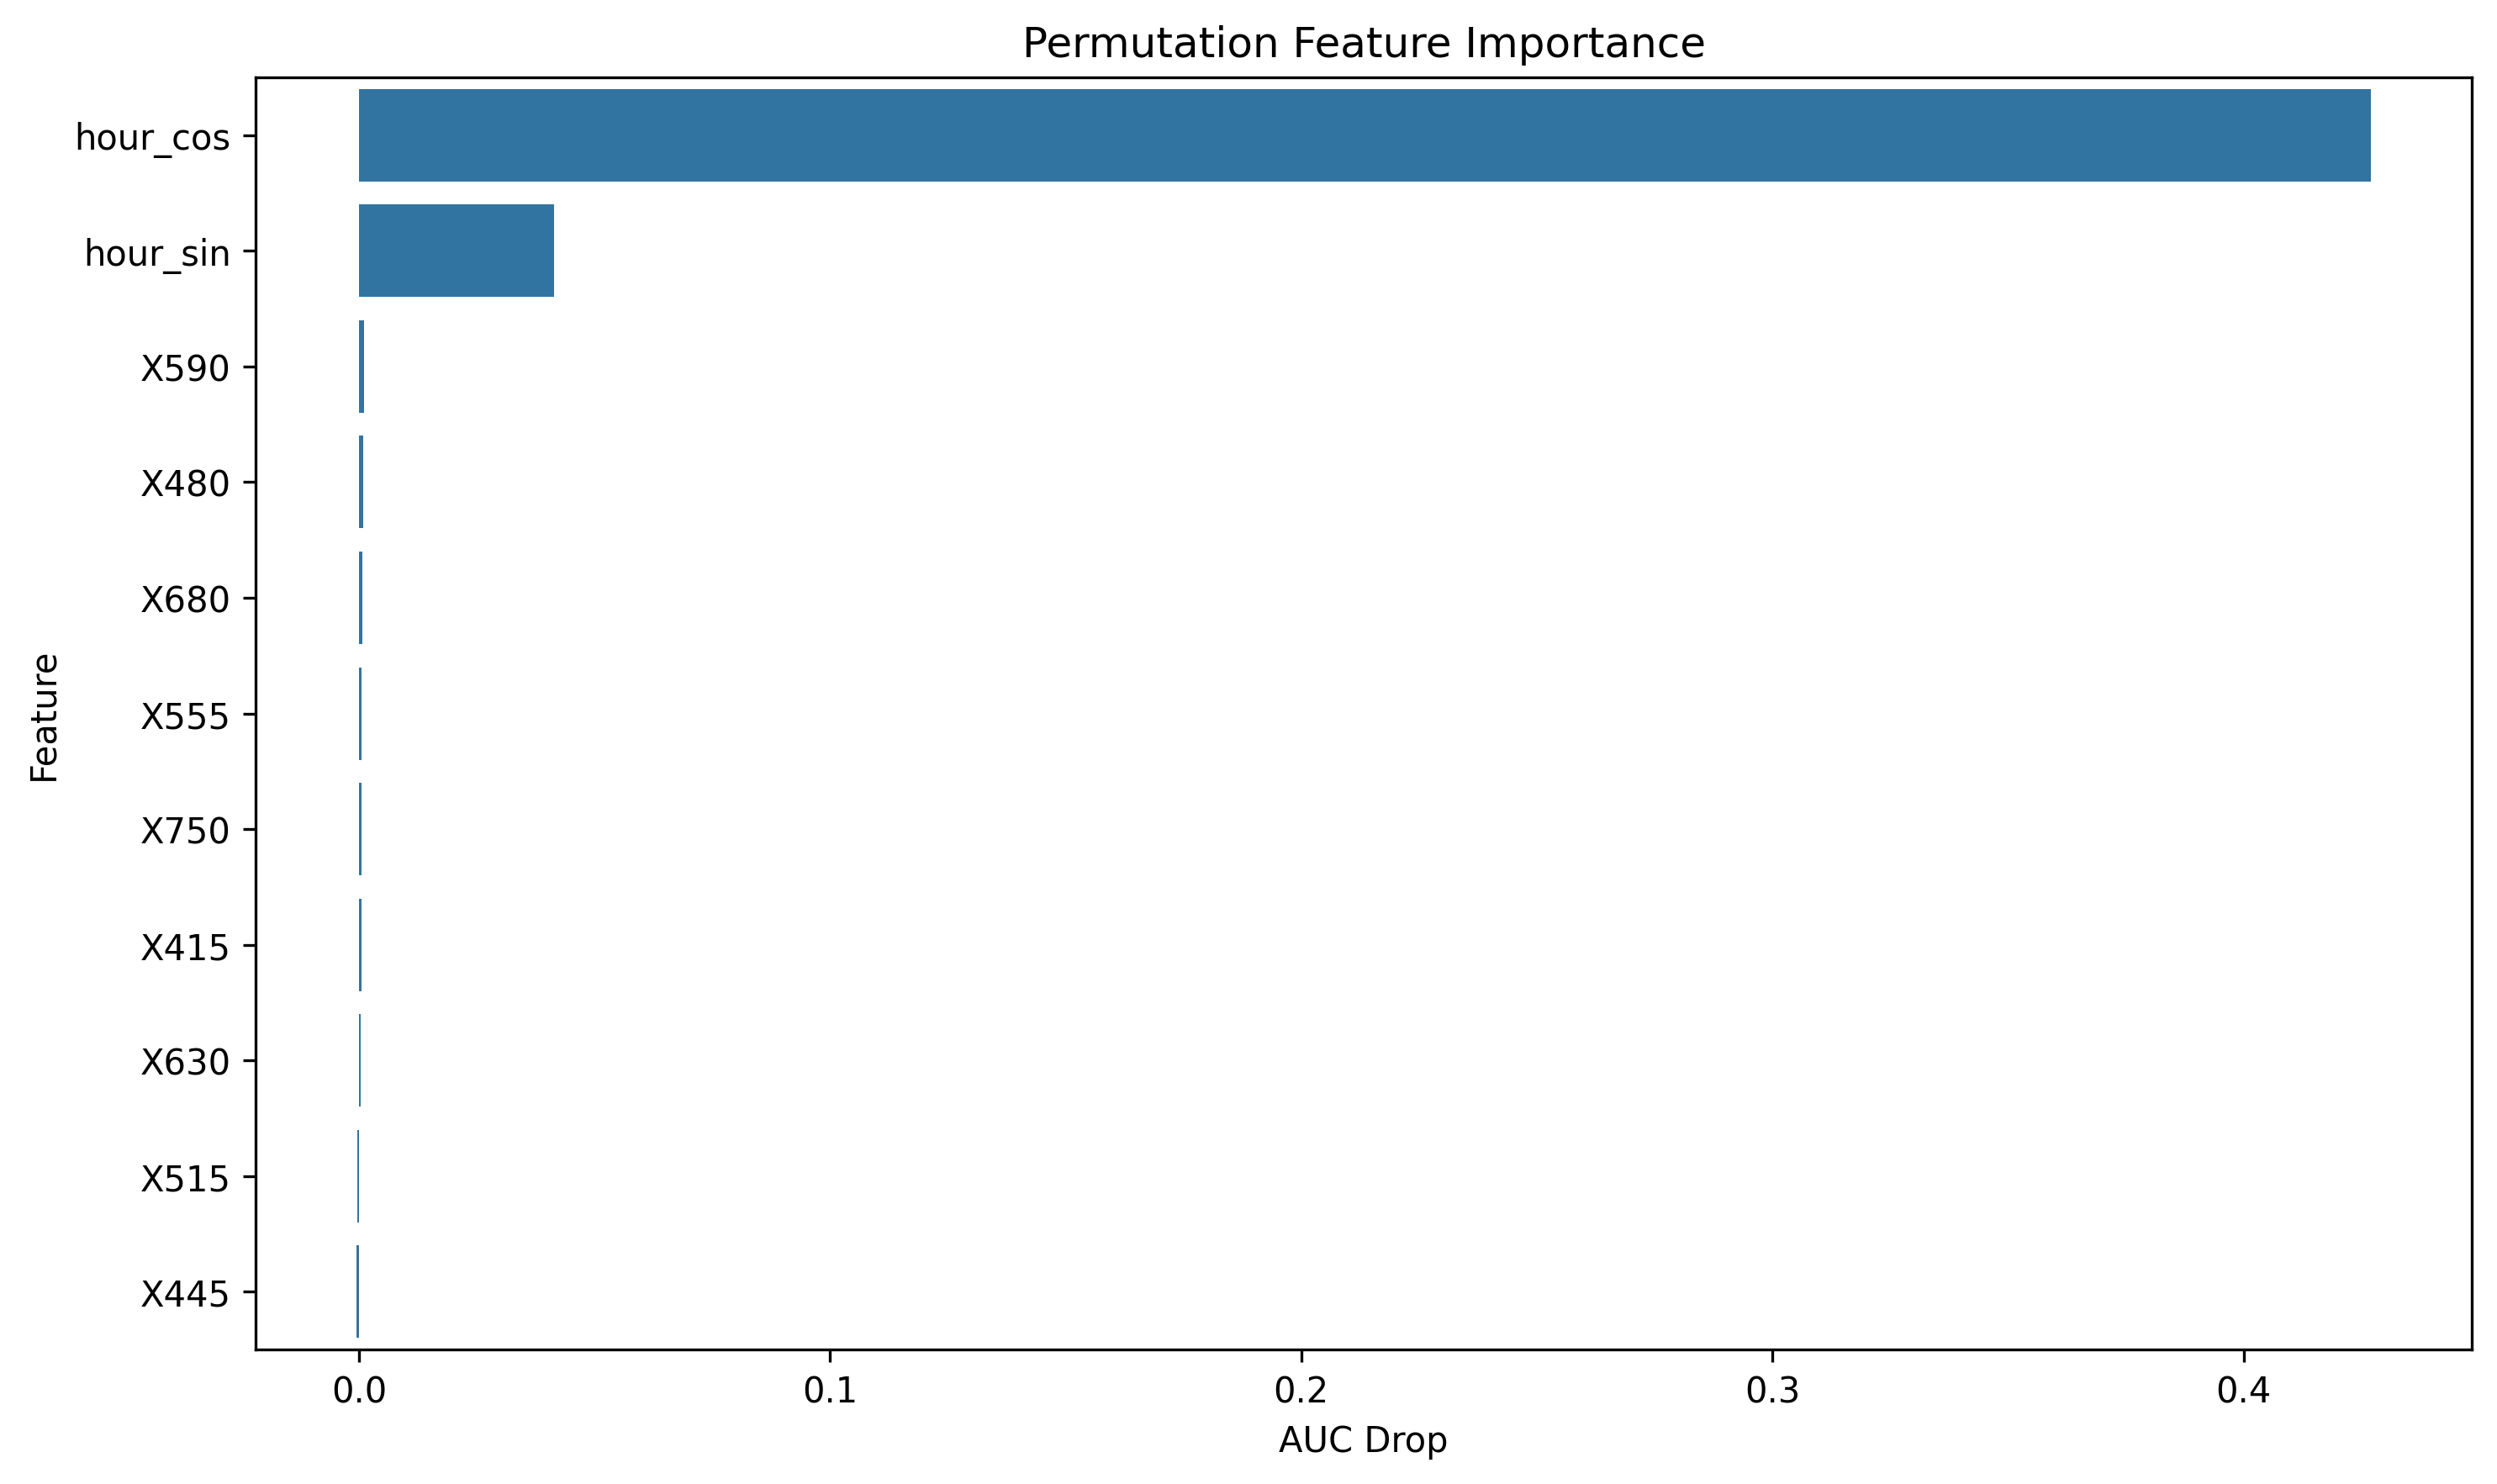 Permutation Feature Importance
hour_cos
hour_sin
X590
X480
X680
X555
X750
X415
X630
X515
X445
Feature
0.0 0.1 0.2 0.3 0.4
AUC Drop